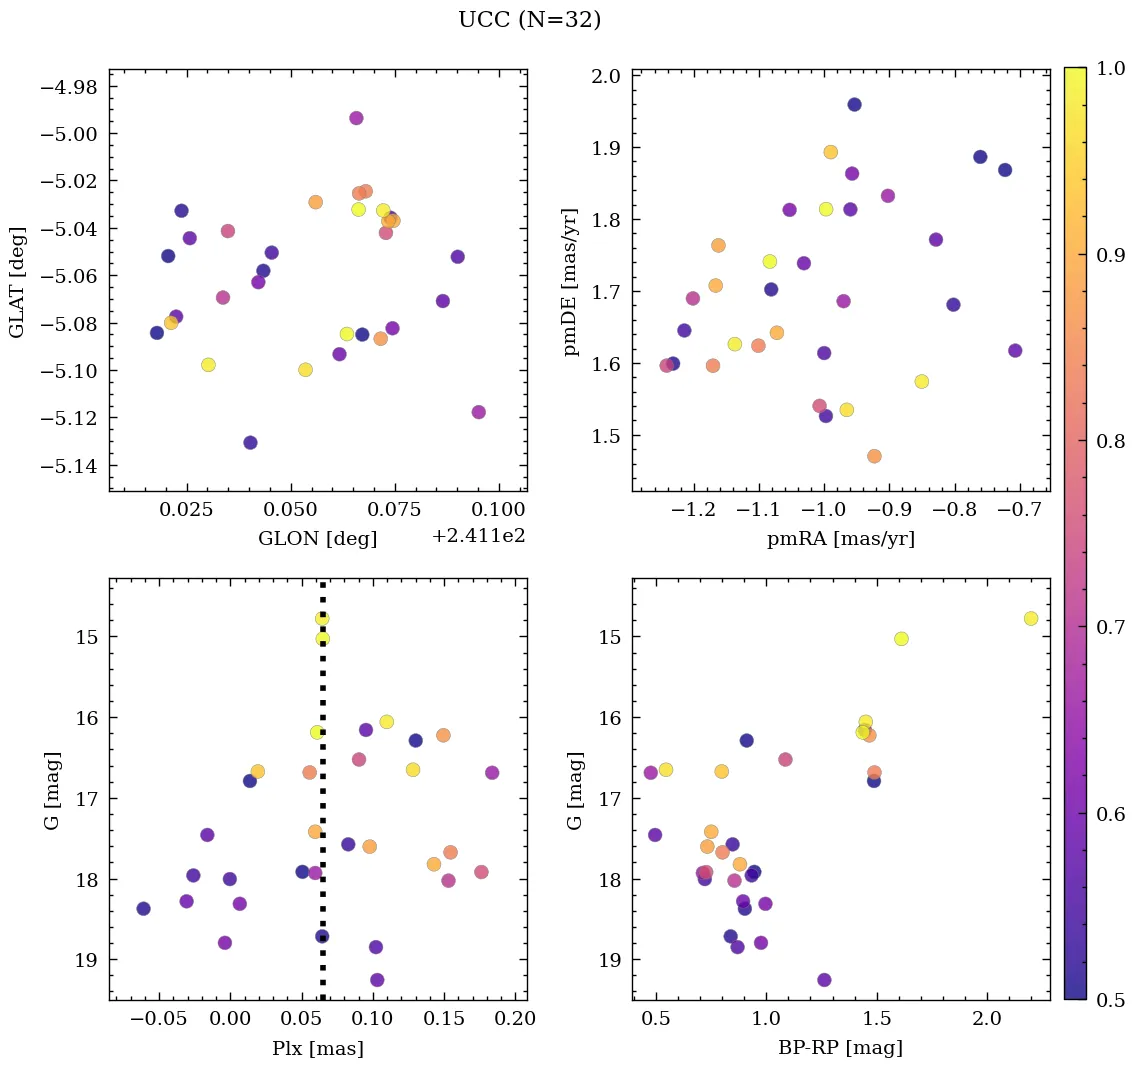 UCC (N=32)
−4.98
−5.00
−5.02
−5.04
−5.06
−5.08
−5.10
−5.12
−5.14
GLAT [deg]
0.025 0.050 0.075 0.100
GLON [deg]
+2.411e2
2.0
1.9
1.8
1.7
1.6
1.5
pmDE [mas/yr]
−1.2 −1.1 −1.0 −0.9 −0.8 −0.7
pmRA [mas/yr]
15
16
17
18
19
G [mag]
−0.05 0.00 0.05 0.10 0.15 0.20
Plx [mas]
15
16
17
18
19
G [mag]
0.5 1.0 1.5 2.0
BP-RP [mag]
1.0
0.9
0.8
0.7
0.6
0.5